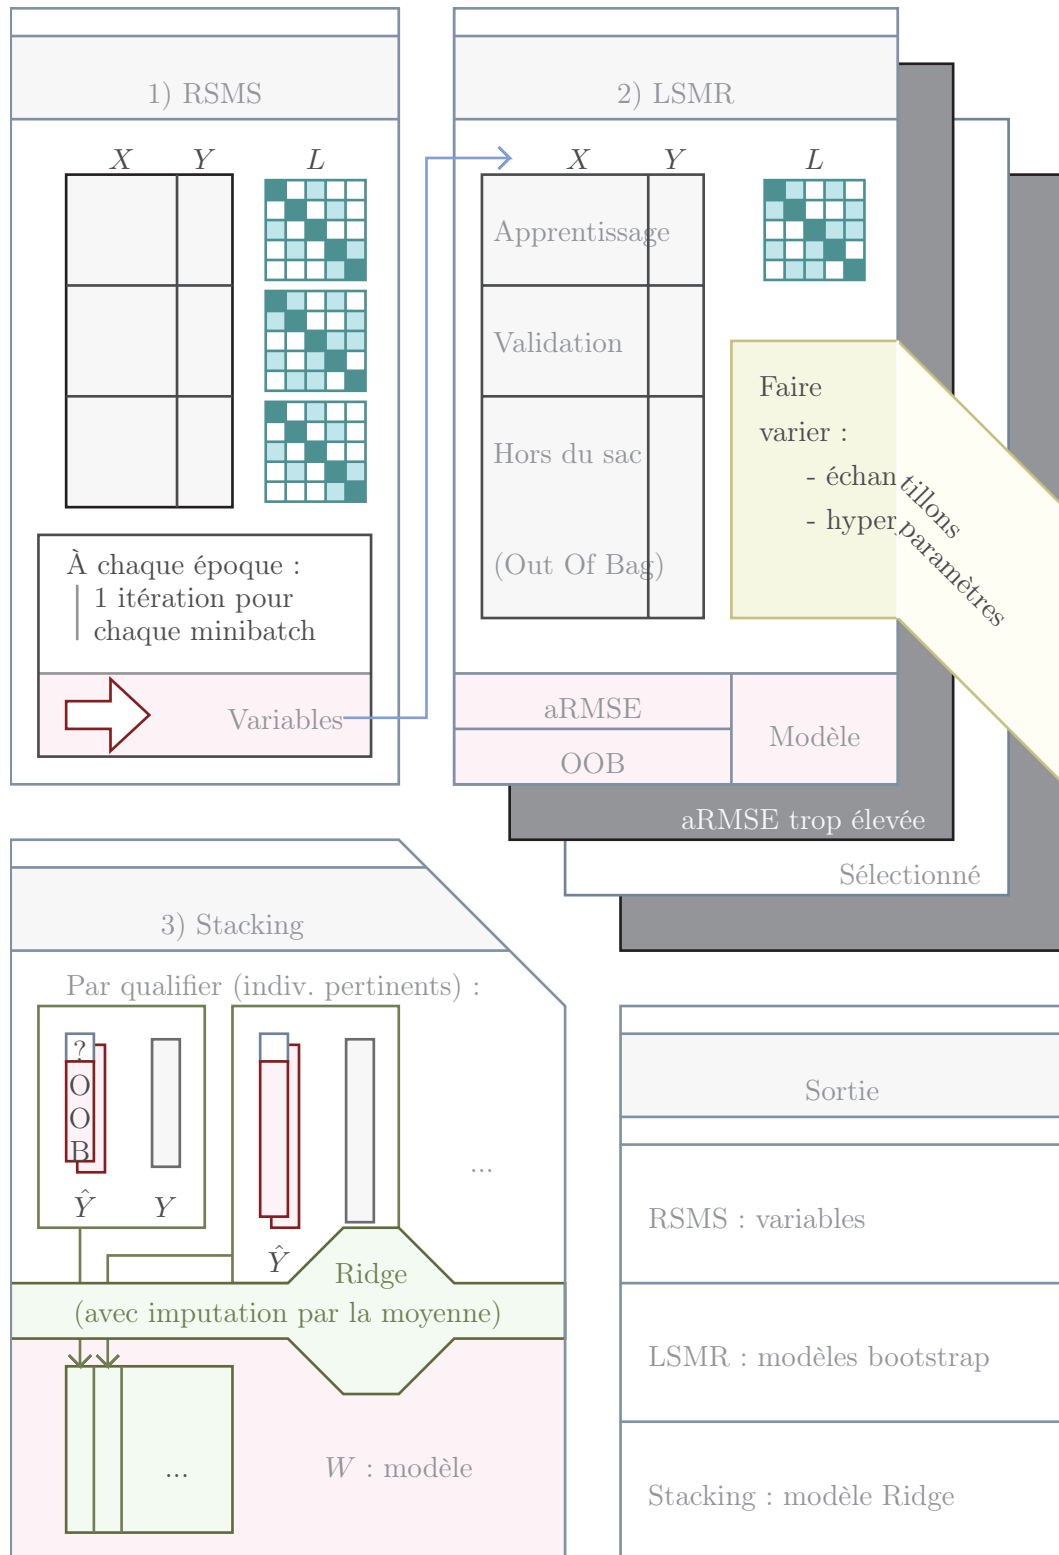 1) RSMS
X Y L
À chaque époque :
1 itération pour
chaque minibatch
Variables
2) LSMR
X Y L
Apprentissage
Validation
Hors du sac
(Out Of Bag)
Faire
varier :
- échantillons
- hyperparamètres
aRMSE
OOB
Modèle
aRMSE trop élevée
Sélectionné
3) Stacking
Par qualifier (indiv. pertinents) :
?
O
O
B
Ŷ Y
Ŷ
...
Ridge
(avec imputation par la moyenne)
...
W : modèle
Sortie
RSMS : variables
LSMR : modèles bootstrap
Stacking : modèle Ridge